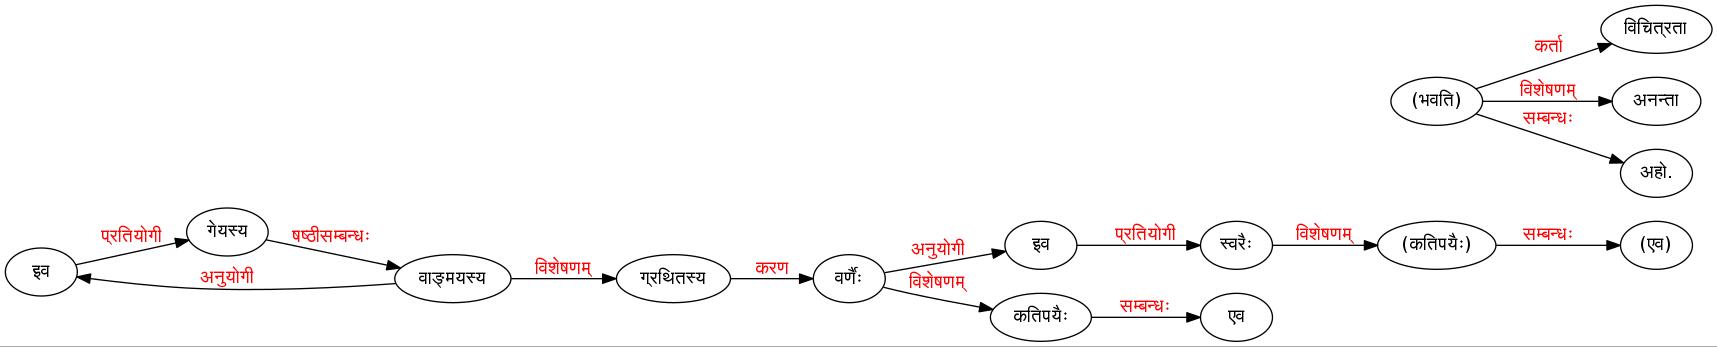 विचित्रता
कर्ता
(भवति)
विशेषणम्
अनन्ता
सम्बन्धः
अहो.
गेयस्य
प्रतियोगी
षष्ठीसम्बन्धः
इव
अनुयोगी
वाङ्मयस्य
विशेषणम्
ग्रथितस्य
करण
वर्णैः
अनुयोगी
इव
प्रतियोगी
स्वरैः
विशेषणम्
(कतिपयैः)
सम्बन्धः
(एव)
विशेषणम्
कतिपयैः
सम्बन्धः
एव